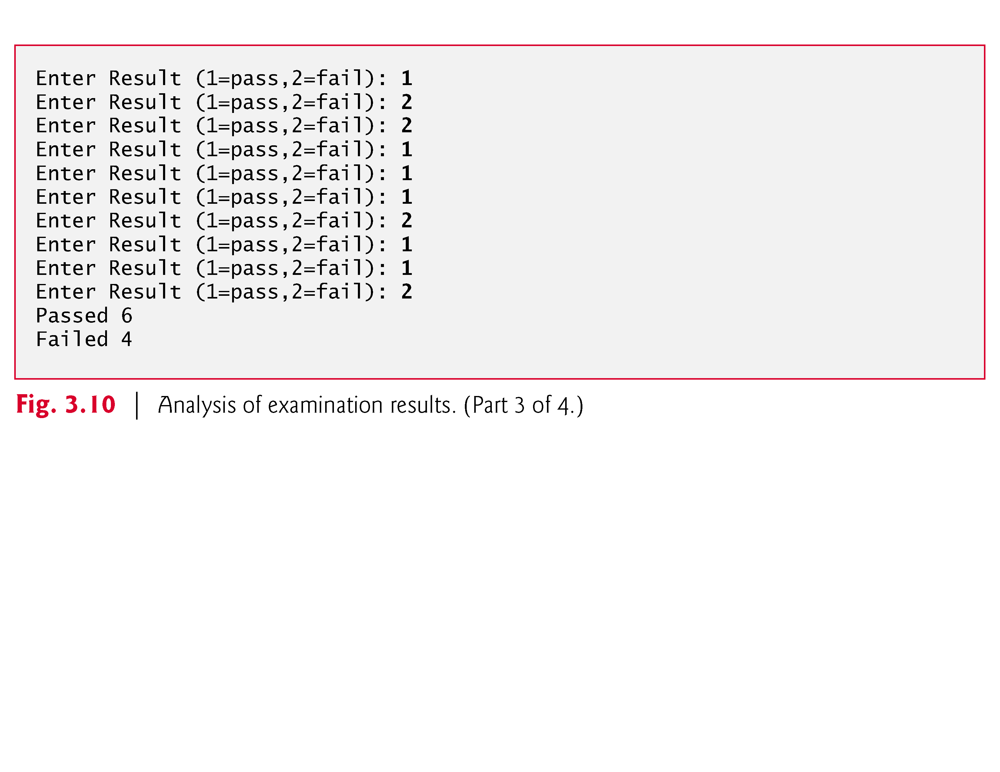 Enter Result (1=pass,2=fail): 1
Enter Result (1=pass,2=fail): 2
Enter Result (1=pass,2=fail): 2
Enter Result (1=pass,2=fail): 1
Enter Result (1=pass,2=fail): 1
Enter Result (1=pass,2=fail): 1
Enter Result (1=pass,2=fail): 2
Enter Result (1=pass,2=fail): 1
Enter Result (1=pass,2=fail): 1
Enter Result (1=pass,2=fail): 2
Passed 6
Failed 4
Fig. 3.10 | Analysis of examination results. (Part 3 of 4.)